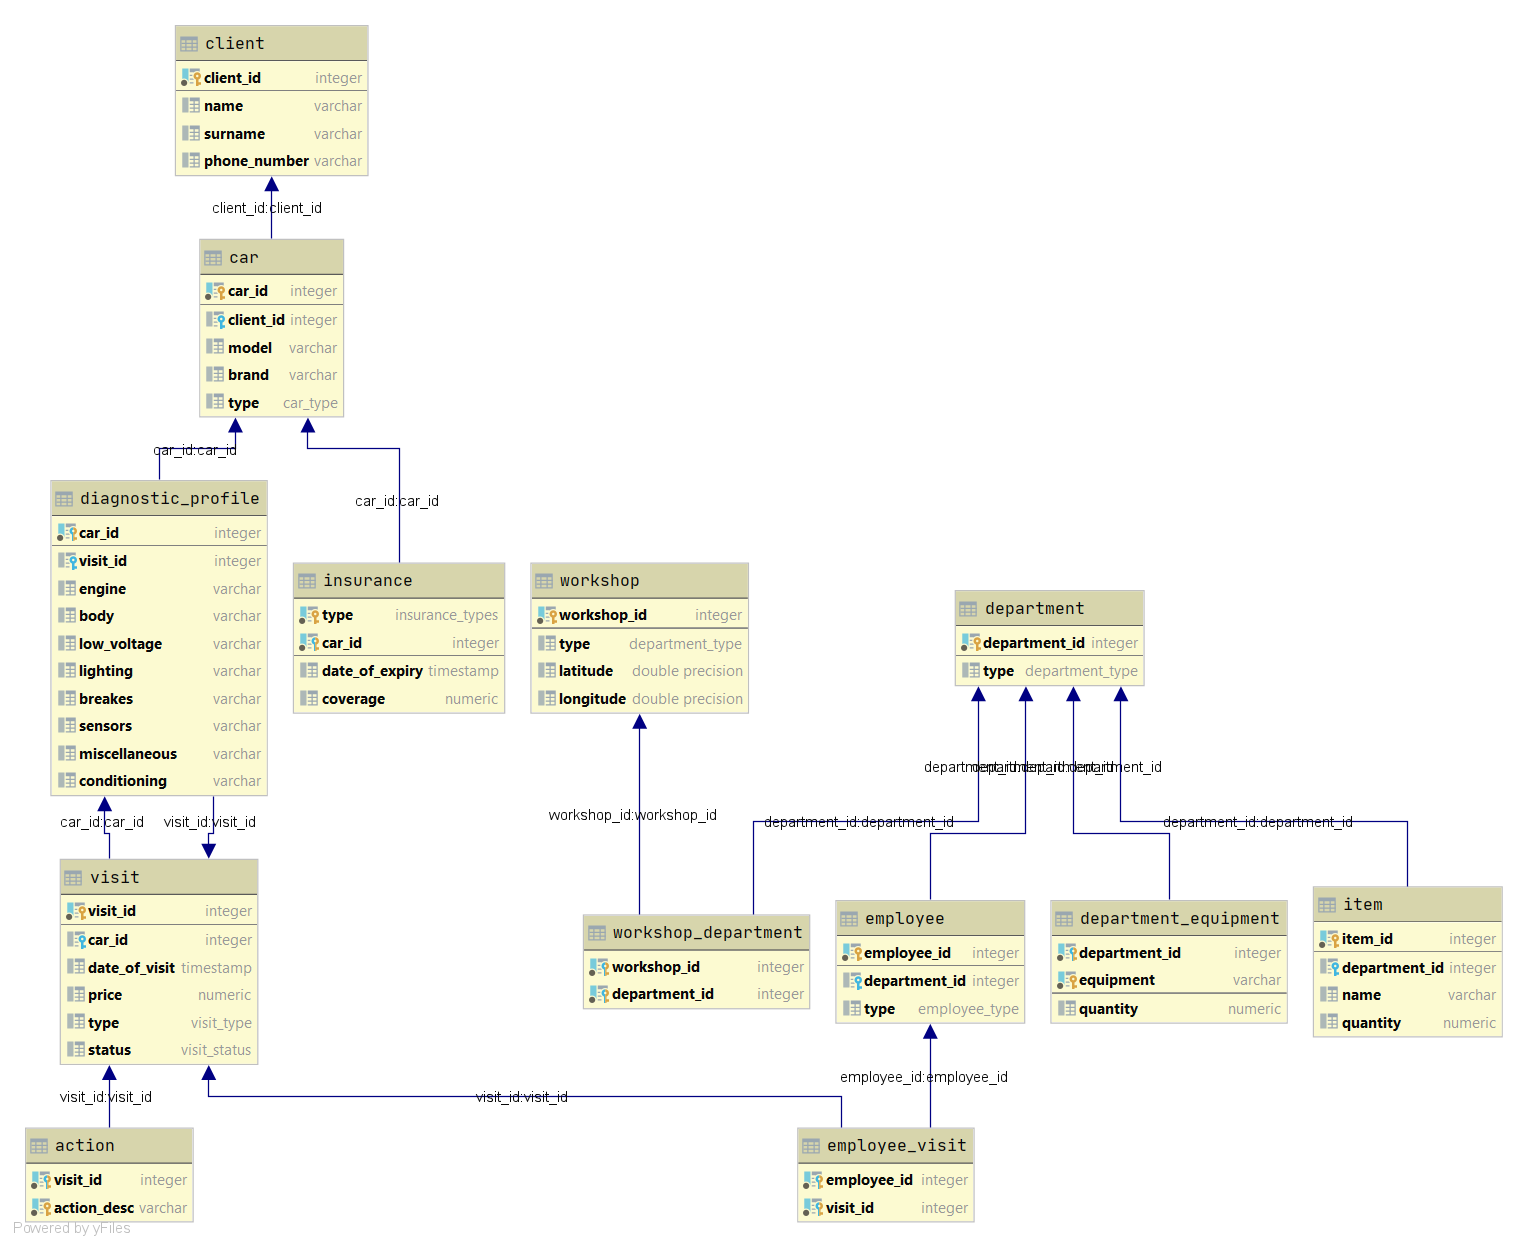 client
client_id integer
name varchar
surname varchar
phone_number varchar
client_id:client_id
car
car_id integer
client_id integer
model varchar
brand varchar
type car_type
car_id:car_id
car_id:car_id
diagnostic_profile
car_id integer
visit_id integer
engine varchar
body varchar
low_voltage varchar
lighting varchar
breakes varchar
sensors varchar
miscellaneous varchar
conditioning varchar
insurance
type insurance_types
car_id integer
date_of_expiry timestamp
coverage numeric
workshop
workshop_id integer
type department_type
latitude double precision
longitude double precision
department
department_id integer
type department_type
department_id:department_id
department_id:department_id
workshop_id:workshop_id
department_id:department_id
department_id:department_id
car_id:car_id
visit_id:visit_id
visit
visit_id integer
car_id integer
date_of_visit timestamp
price numeric
type visit_type
status visit_status
workshop_department
workshop_id integer
department_id integer
employee
employee_id integer
department_id integer
type employee_type
department_equipment
department_id integer
equipment varchar
quantity numeric
item
item_id integer
department_id integer
name varchar
quantity numeric
visit_id:visit_id
visit_id:visit_id
employee_id:employee_id
action
visit_id integer
action_desc varchar
employee_visit
employee_id integer
visit_id integer
Powered by yFiles